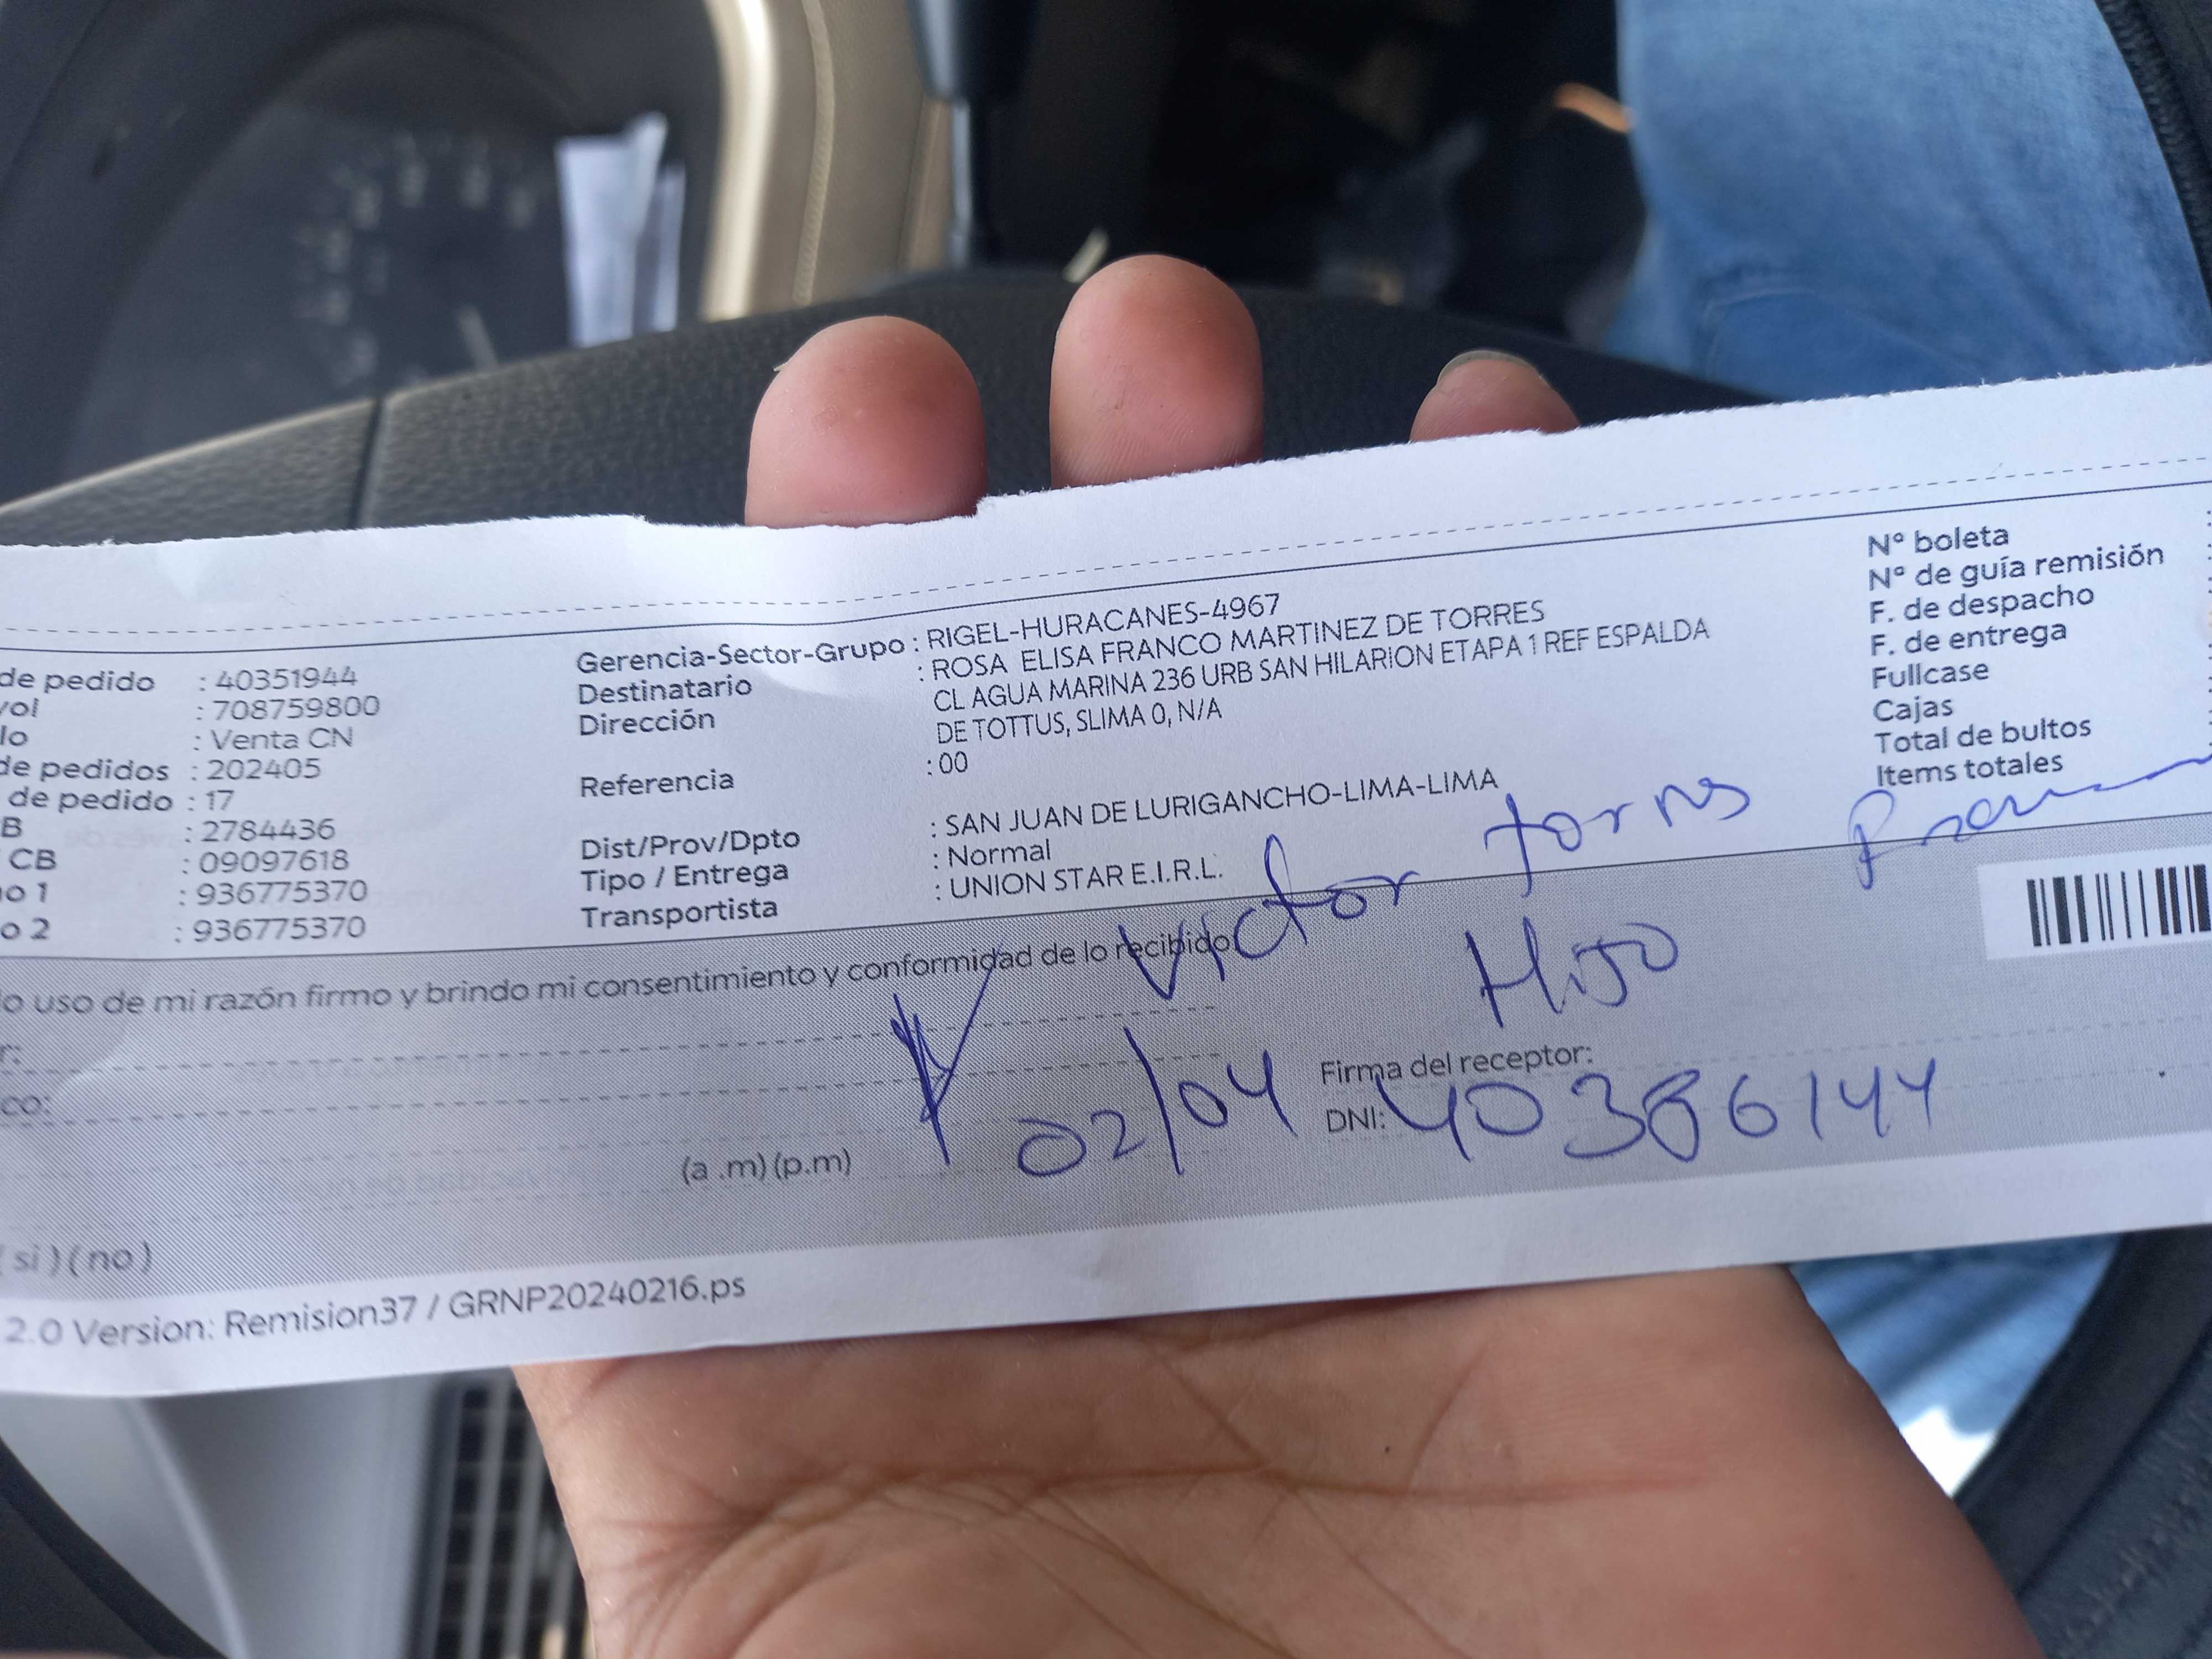 de pedido : 40351944
vol : 708759800
lo : Venta CN
de pedidos : 202405
de pedido : 17
B : 2784436
CB : 09097618
no 1 : 936775370
o 2 : 936775370
Gerencia-Sector-Grupo : RIGEL-HURACANES-4967
Destinatario : ROSA ELISA FRANCO MARTINEZ DE TORRES
Dirección CL AGUA MARINA 236 URB SAN HILARION ETAPA 1 REF ESPALDA
DE TOTTUS, SLIMA 0, N/A
Referencia : 00
Dist/Prov/Dpto : SAN JUAN DE LURIGANCHO-LIMA-LIMA
Tipo / Entrega : Normal
Transportista : UNION STAR E.I.R.L.
N° boleta :
N° de guía remisión :
F. de despacho :
F. de entrega
Fullcase
Cajas
Total de bultos
Items totales
Victor torres
Hijo
lo uso de mi razón firmo y brindo mi consentimiento y conformidad de lo recibido
r:
co:
02/04
Firma del receptor:
DNI: 40386144
(a .m) (p.m)
( si ) ( no )
2.0 Version: Remision37 / GRNP20240216.ps